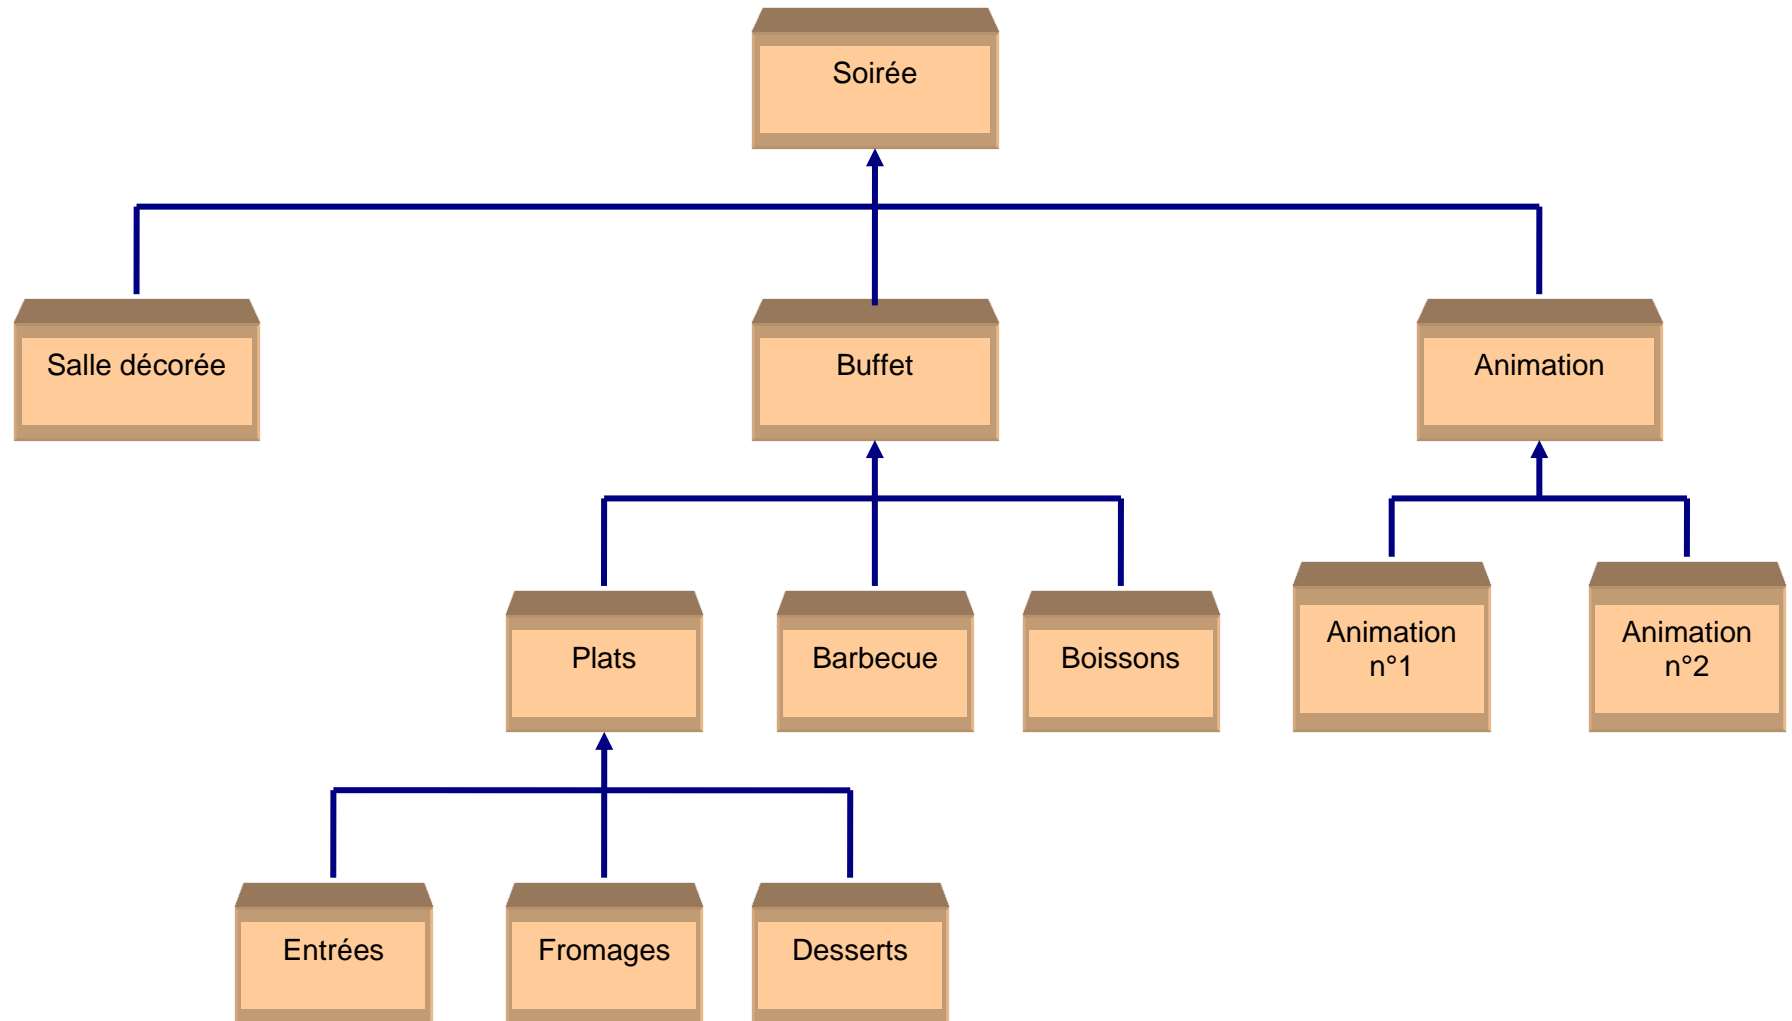 Soirée
Salle décorée
Buffet
Animation
Plats
Barbecue
Boissons
Animation
n°1
Animation
n°2
Entrées
Fromages
Desserts